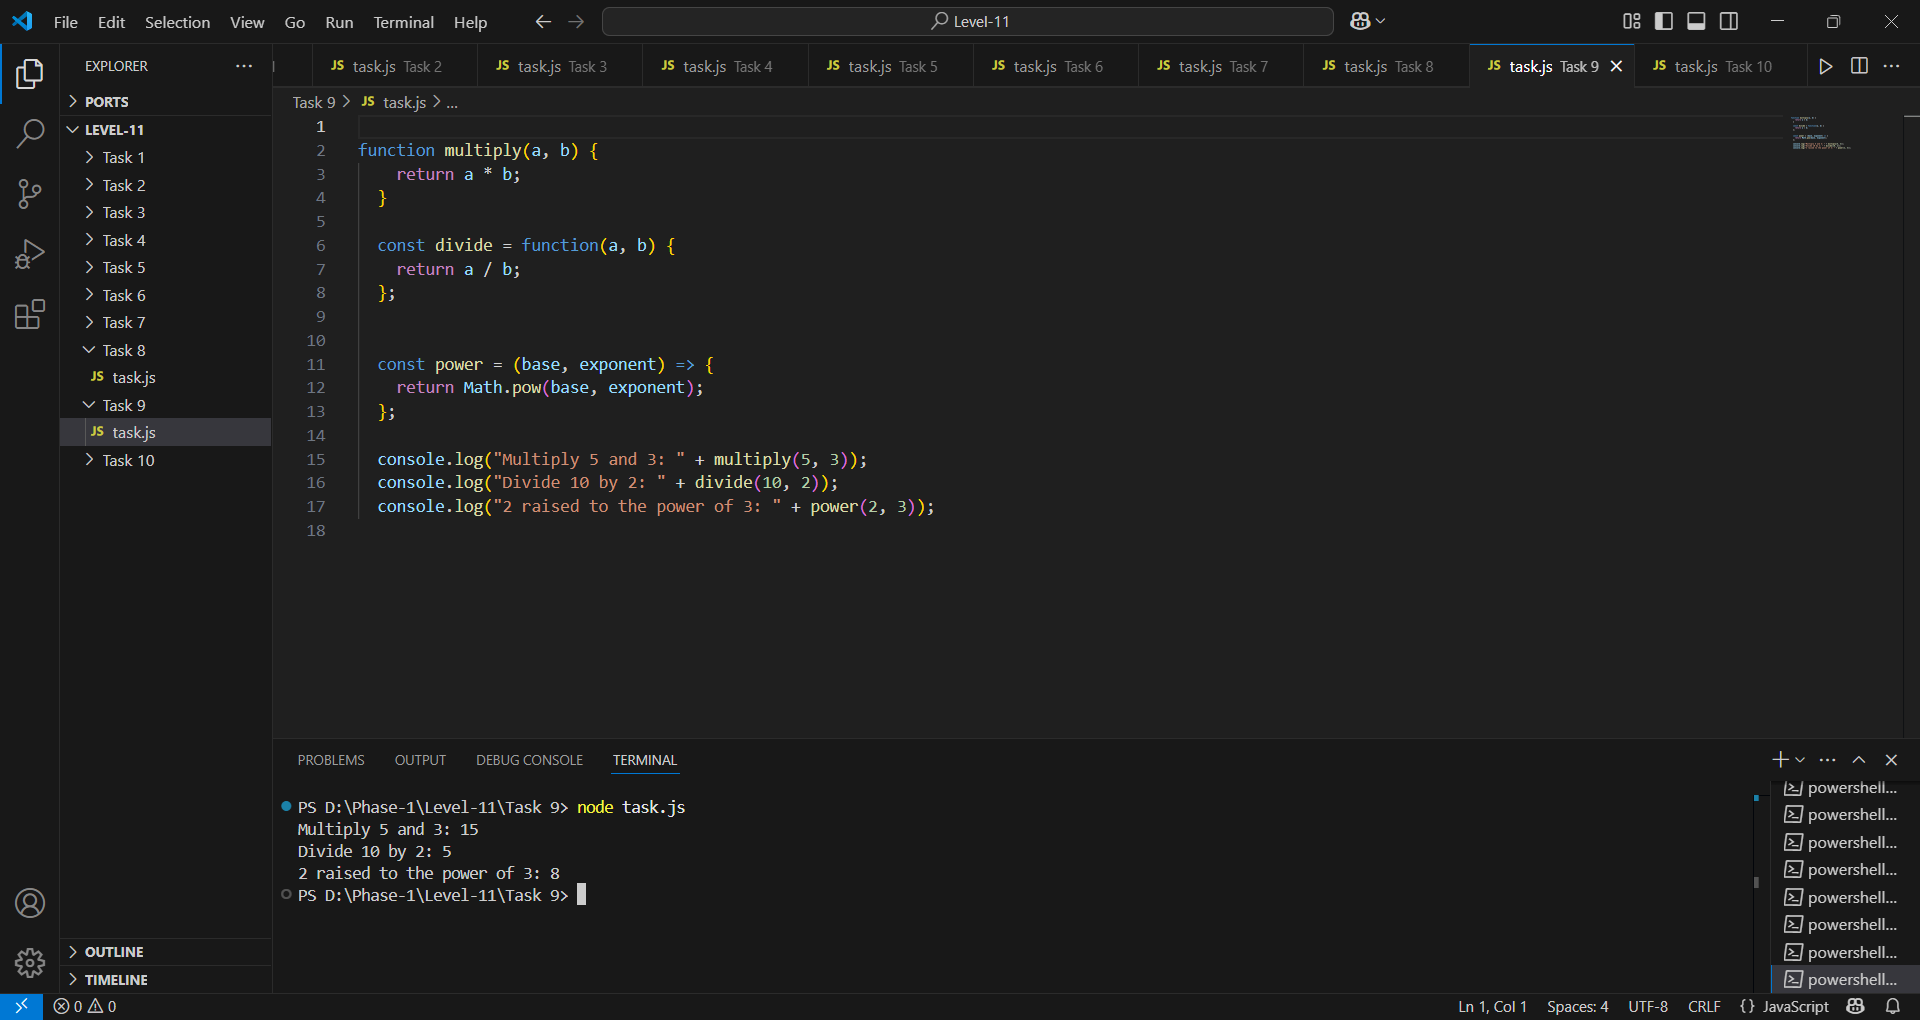 File Edit Selection View Go Run Terminal Help
Level-11
EXPLORER
PORTS
LEVEL-11
Task 1
Task 2
Task 3
Task 4
Task 5
Task 6
Task 7
Task 8
JS task.js
Task 9
JS task.js
Task 10
OUTLINE
TIMELINE
JS task.js Task 2
JS task.js Task 3
JS task.js Task 4
JS task.js Task 5
JS task.js Task 6
JS task.js Task 7
JS task.js Task 8
JS task.js Task 9
JS task.js Task 10
Task 9 > JS task.js > ...
1
2 function multiply(a, b) {
3 return a * b;
4 }
5
6 const divide = function(a, b) {
7 return a / b;
8 };
9
10
11 const power = (base, exponent) => {
12 return Math.pow(base, exponent);
13 };
14
15 console.log("Multiply 5 and 3: " + multiply(5, 3));
16 console.log("Divide 10 by 2: " + divide(10, 2));
17 console.log("2 raised to the power of 3: " + power(2, 3));
18
PROBLEMS OUTPUT DEBUG CONSOLE TERMINAL
PS D:\Phase-1\Level-11\Task 9> node task.js
Multiply 5 and 3: 15
Divide 10 by 2: 5
2 raised to the power of 3: 8
PS D:\Phase-1\Level-11\Task 9>
powershell...
powershell...
powershell...
powershell...
powershell...
powershell...
powershell...
powershell...
0 0
Ln 1, Col 1 Spaces: 4 UTF-8 CRLF {} JavaScript